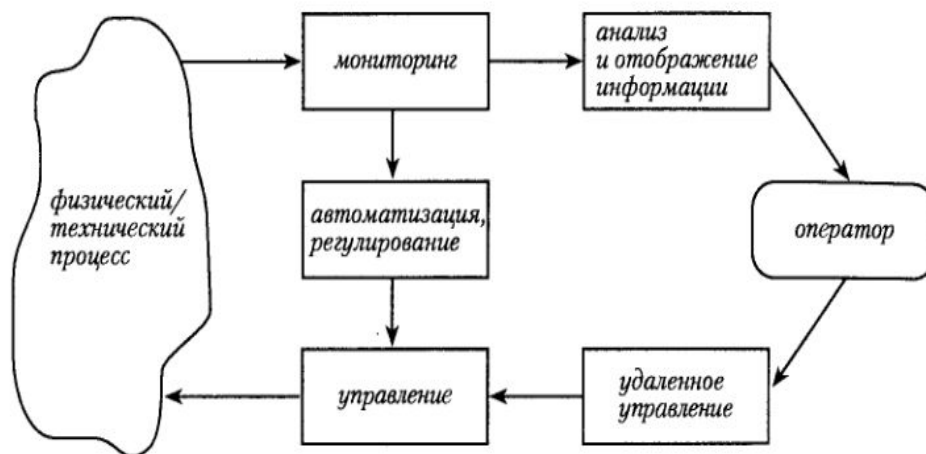 мониторинг
анализ
и отображение
информации
физический/
технический
процесс
автоматизация,
регулирование
оператор
управление
удаленное
управление